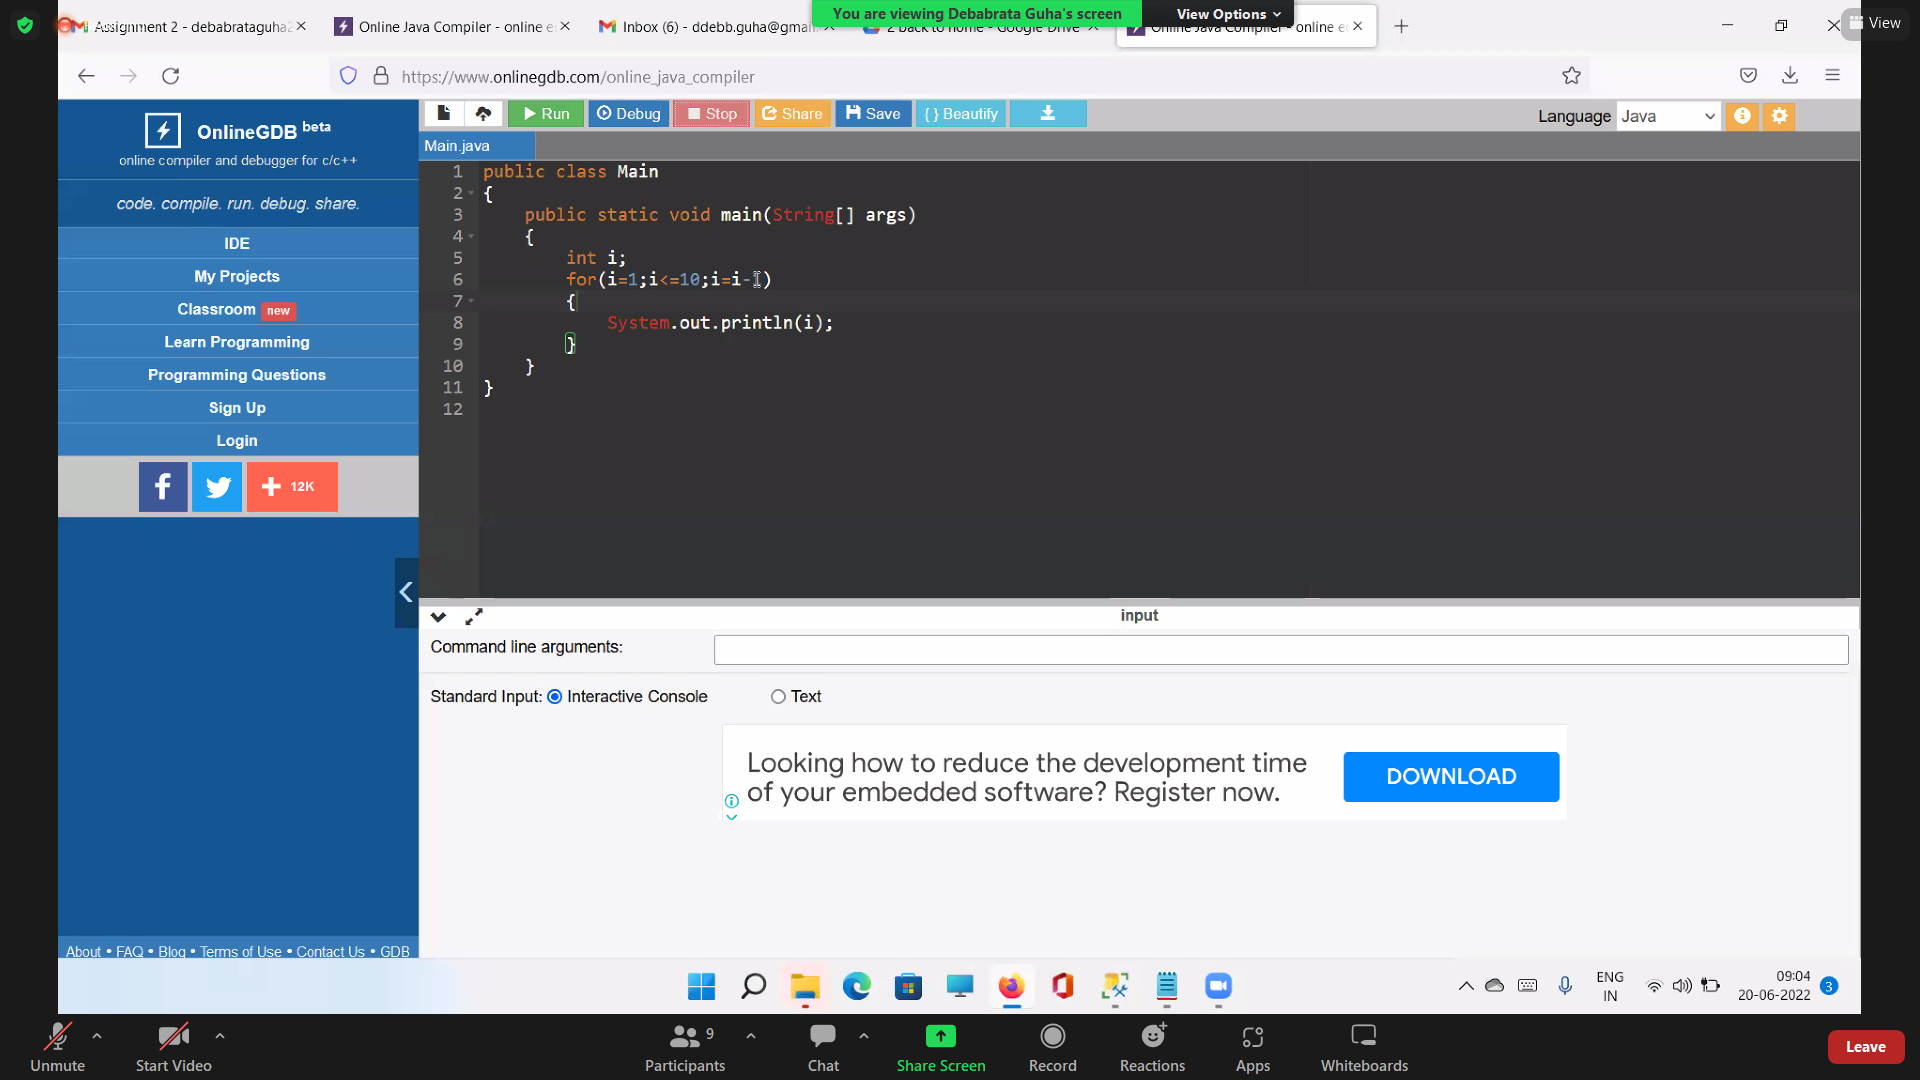 Assignment 2 - debabrataguha2
Online Java Compiler - online e
Inbox (6) - ddebb.guha@gmai
2 back to home - Google Drive
Online Java Compiler - online e
You are viewing Debabrata Guha's screen
View Options
View
https://www.onlinegdb.com/online_java_compiler
OnlineGDB beta
online compiler and debugger for c/c++
code. compile. run. debug. share.
IDE
My Projects
Classroom new
Learn Programming
Programming Questions
Sign Up
Login
12K
About • FAQ • Blog • Terms of Use • Contact Us • GDB
Run
Debug
Stop
Share
Save
{ } Beautify
Language Java
Main.java
1 public class Main
2 {
3 public static void main(String[] args)
4 {
5 int i;
6 for(i=1;i<=10;i=i-1)
7 {
8 System.out.println(i);
9 }
10 }
11 }
12
input
Command line arguments:
Standard Input: Interactive Console Text
Looking how to reduce the development time
of your embedded software? Register now.
DOWNLOAD
ENG
IN
09:04
20-06-2022
3
Unmute
Start Video
9
Participants
Chat
Share Screen
Record
Reactions
Apps
Whiteboards
Leave